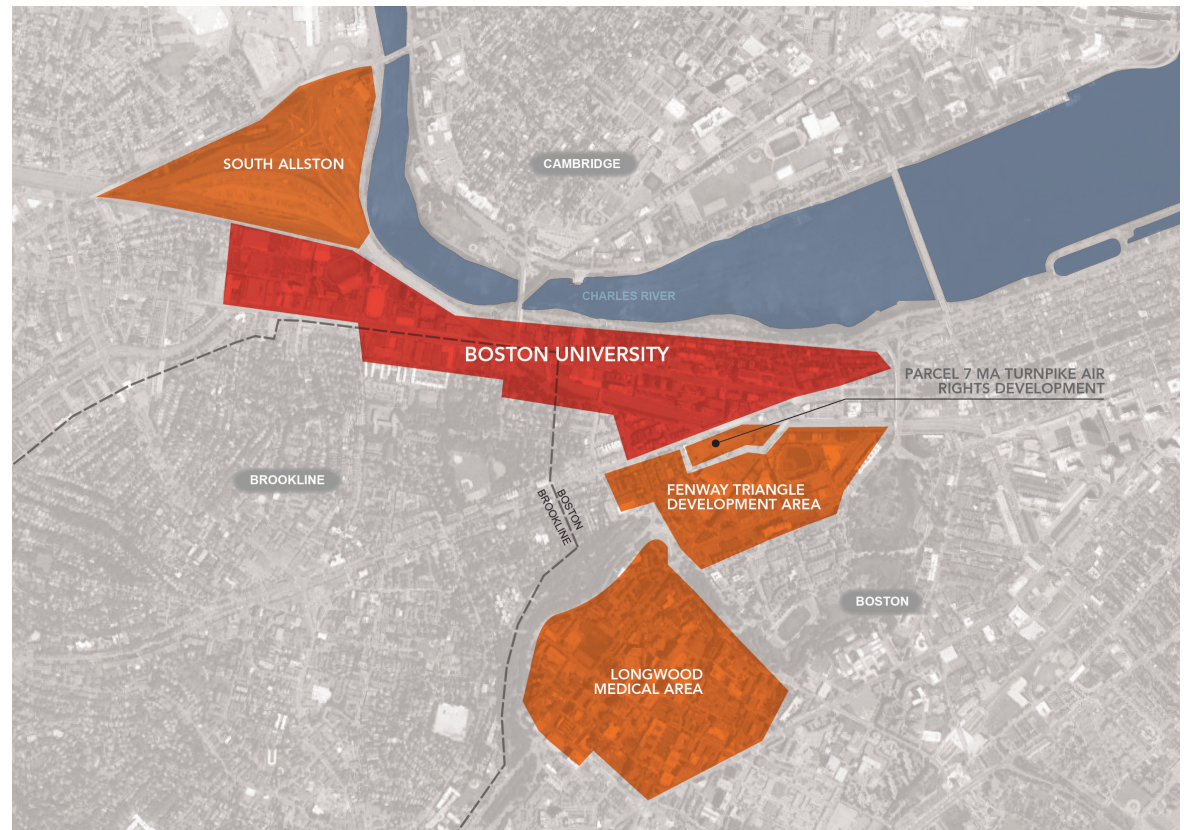 SOUTH ALLSTON
CAMBRIDGE
CHARLES RIVER
BOSTON UNIVERSITY
PARCEL 7 MA TURNPIKE AIR
RIGHTS DEVELOPMENT
BROOKLINE
FENWAY TRIANGLE
DEVELOPMENT AREA
BOSTON
BROOKLINE
BOSTON
LONGWOOD
MEDICAL AREA